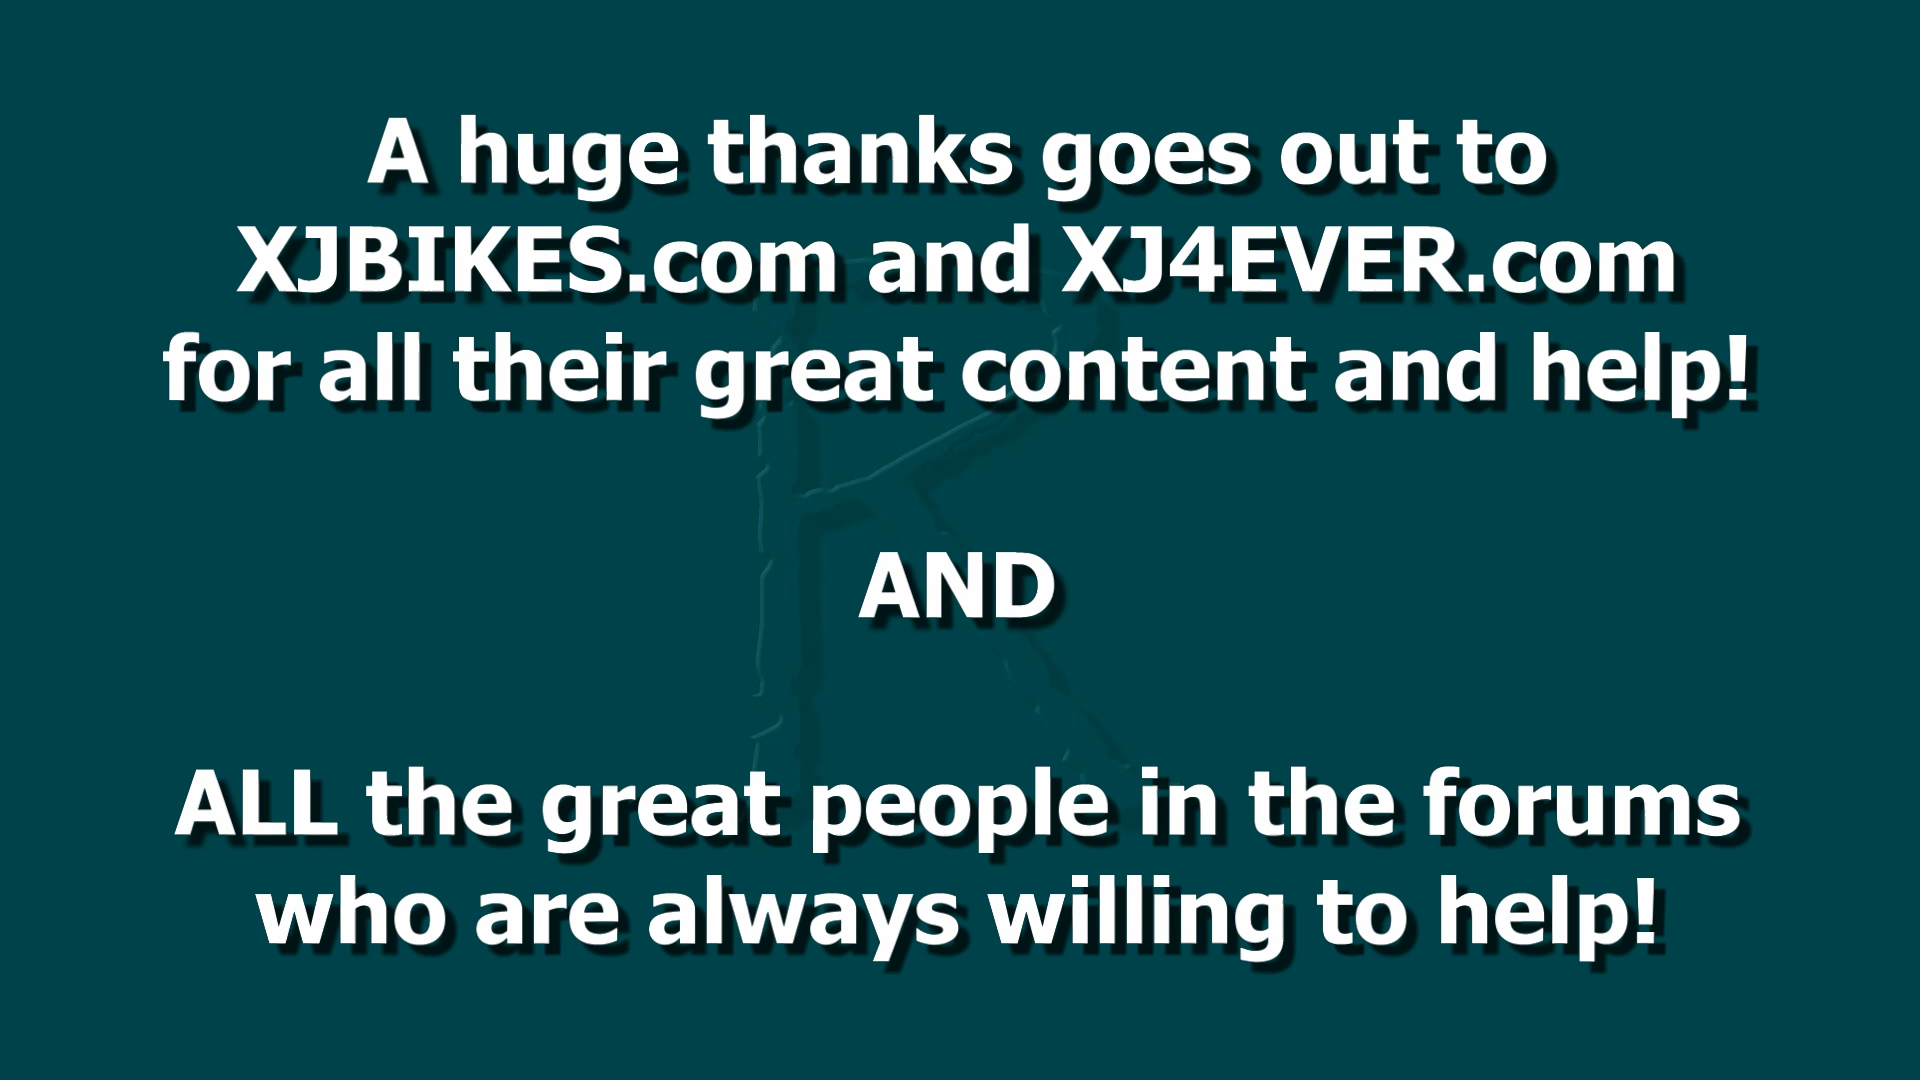 A huge thanks goes out to
XJBIKES.com and XJ4EVER.com
for all their great content and help!
AND
ALL the great people in the forums
who are always willing to help!